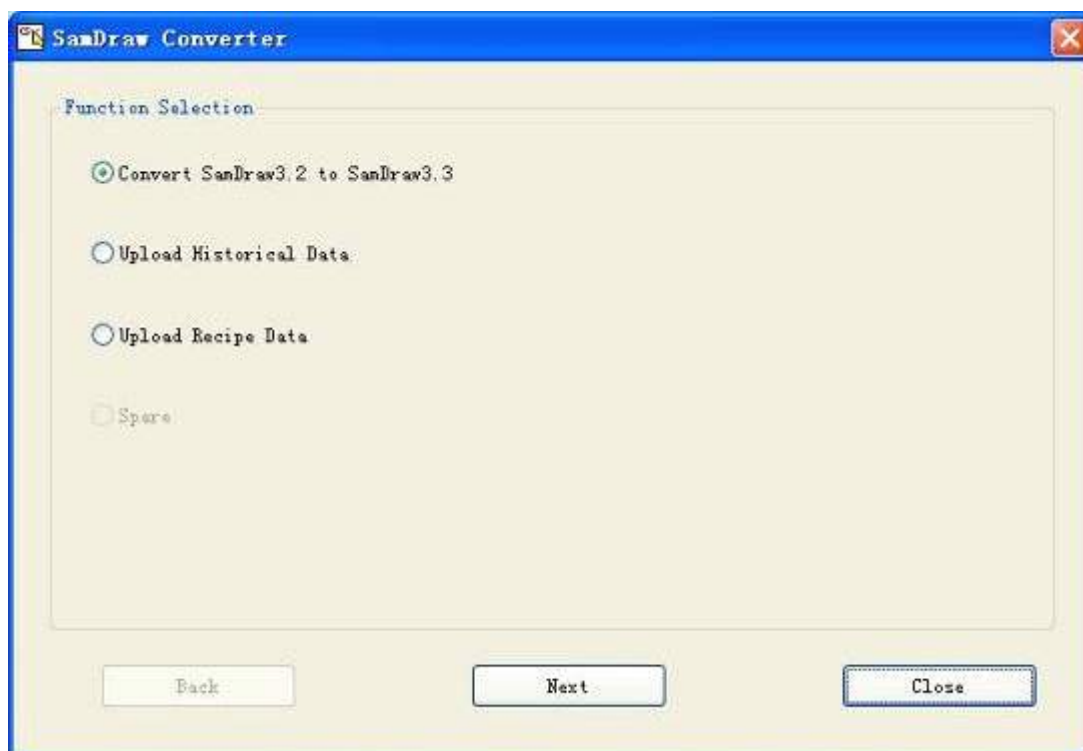 SamDraw Converter
Function Selection
Convert SamDraw3.2 to SamDraw3.3
Upload Historical Data
Upload Recipe Data
Spare
Back
Next
Close